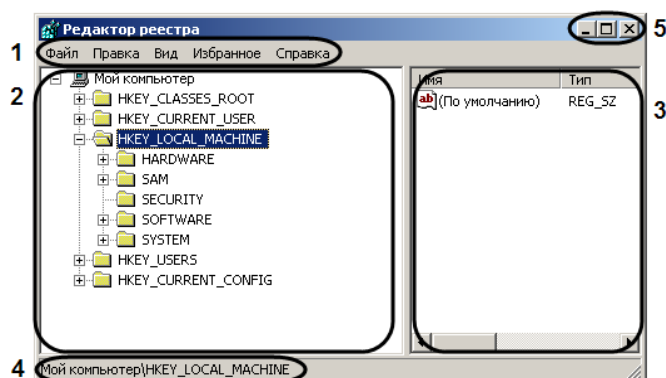 Редактор реестра
5
1
Файл Правка Вид Избранное Справка
2
Мой компьютер
HKEY_CLASSES_ROOT
HKEY_CURRENT_USER
HKEY_LOCAL_MACHINE
HARDWARE
SAM
SECURITY
SOFTWARE
SYSTEM
HKEY_USERS
HKEY_CURRENT_CONFIG
Имя Тип
ab (По умолчанию) REG_SZ
3
4
Мой компьютер\HKEY_LOCAL_MACHINE